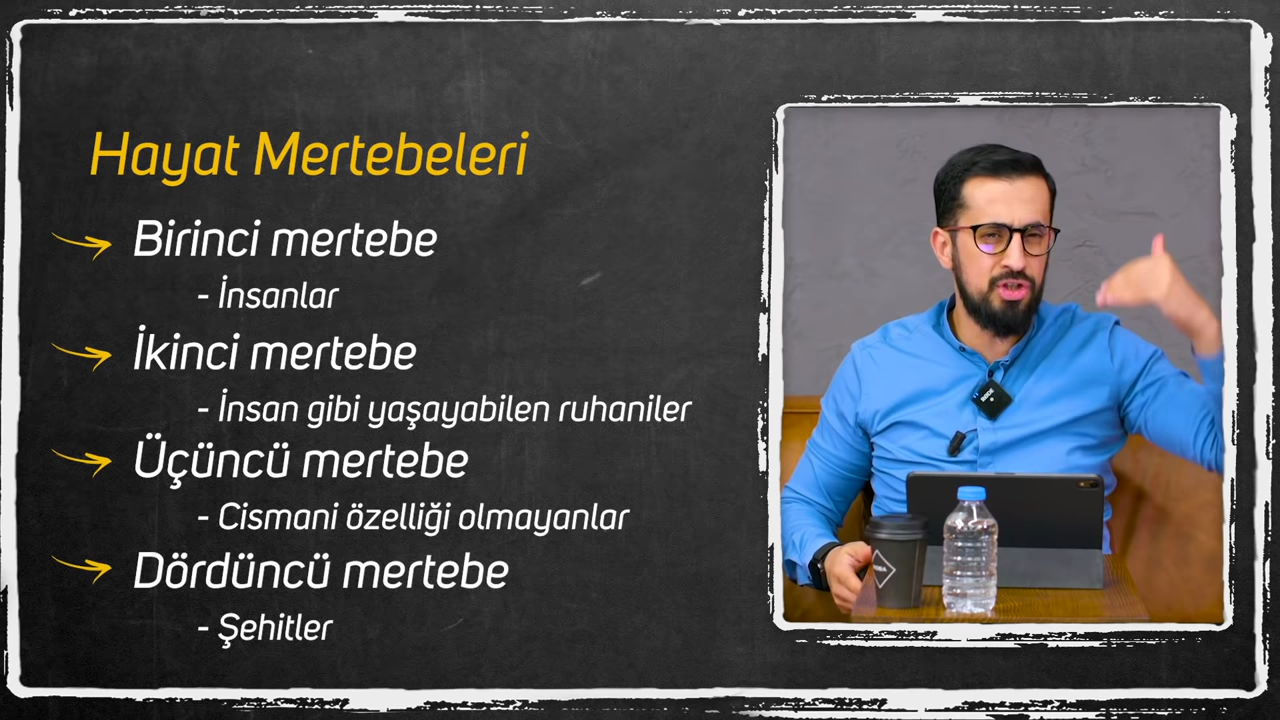 Hayat Mertebeleri
Birinci mertebe
- İnsanlar
İkinci mertebe
- İnsan gibi yaşayabilen ruhaniler
Üçüncü mertebe
- Cismani özelliği olmayanlar
Dördüncü mertebe
- Şehitler